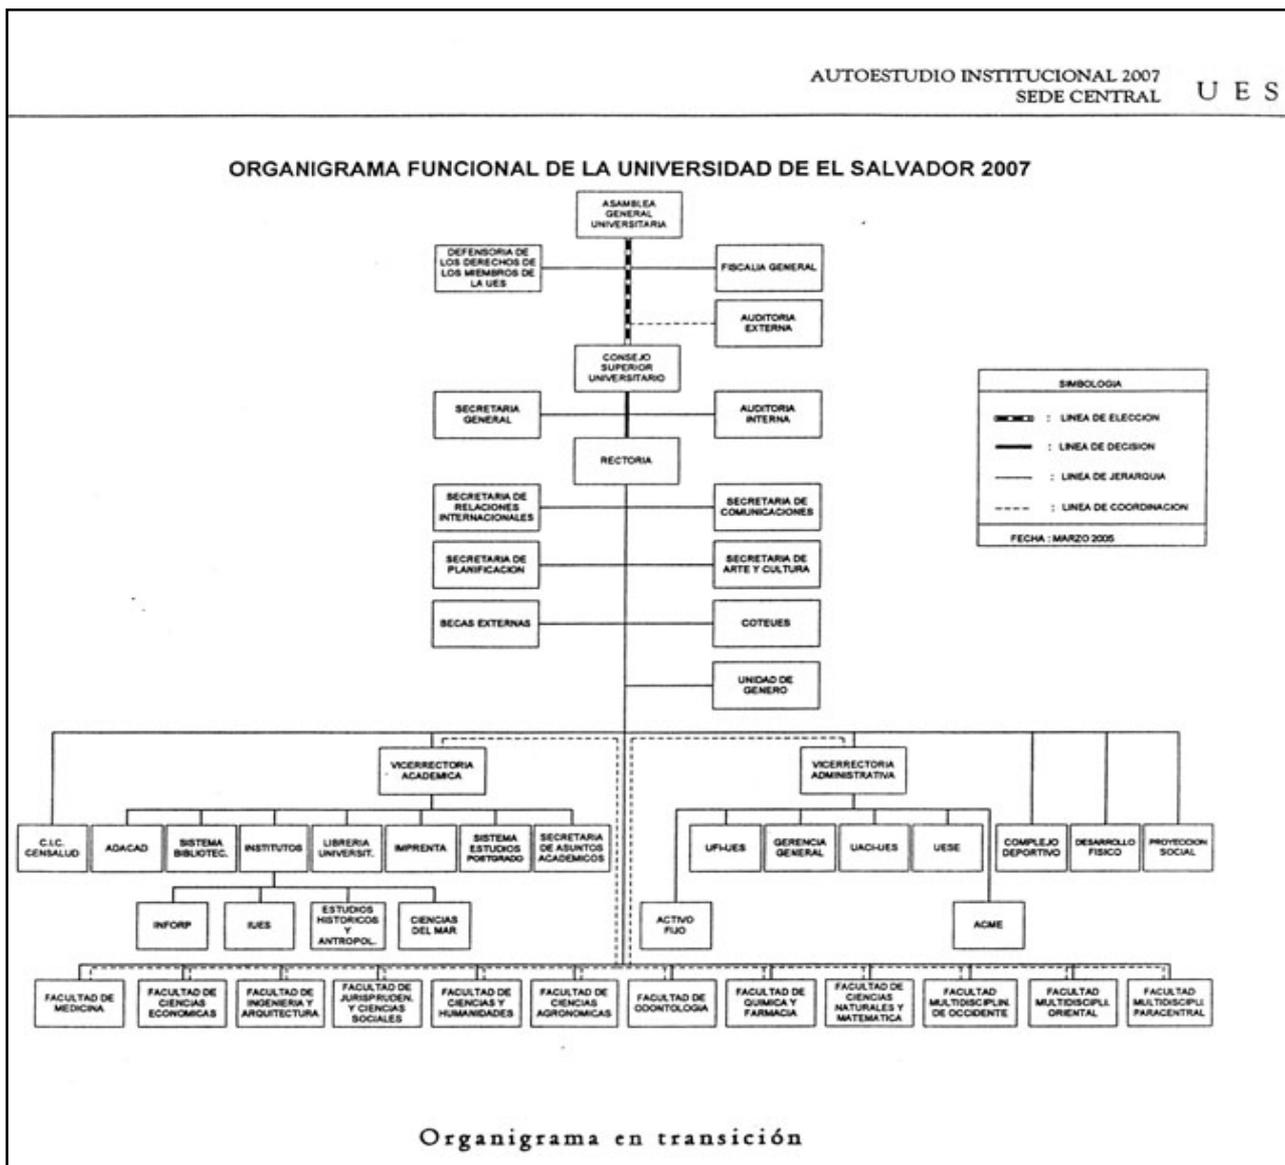 AUTOESTUDIO INSTITUCIONAL 2007
SEDE CENTRAL
U E S
ORGANIGRAMA FUNCIONAL DE LA UNIVERSIDAD DE EL SALVADOR 2007
ASAMBLEA
GENERAL
UNIVERSITARIA
DEFENSORIA DE
LOS DERECHOS DE
LOS MIEMBROS DE
LA UES
FISCALIA GENERAL
AUDITORIA
EXTERNA
CONSEJO
SUPERIOR
UNIVERSITARIO
SECRETARIA
GENERAL
AUDITORIA
INTERNA
RECTORIA
SIMBOLOGIA
: LINEA DE ELECCION
: LINEA DE DECISION
: LINEA DE JERARQUIA
: LINEA DE COORDINACION
FECHA : MARZO 2005
SECRETARIA DE
RELACIONES
INTERNACIONALES
SECRETARIA DE
COMUNICACIONES
SECRETARIA DE
PLANIFICACION
SECRETARIA DE
ARTE Y CULTURA
BECAS EXTERNAS
COTEUES
UNIDAD DE
GENERO
VICERRECTORIA
ACADEMICA
VICERRECTORIA
ADMINISTRATIVA
C.I.C.
CENSALUD
ADACAD
SISTEMA
BIBLIOTEC.
INSTITUTOS
LIBRERIA
UNIVERSIT.
IMPRENTA
SISTEMA
ESTUDIOS
POSTGRADO
SECRETARIA
DE ASUNTOS
ACADEMICOS
UFI-UES
GERENCIA
GENERAL
UACI-UES
UESE
COMPLEJO
DEPORTIVO
DESARROLLO
FISICO
PROYECCION
SOCIAL
INFORP
IUES
ESTUDIOS
HISTORICOS
Y
ANTROPOL.
CIENCIAS
DEL MAR
ACTIVO
FIJO
ACME
FACULTAD DE
MEDICINA
FACULTAD DE
CIENCIAS
ECONOMICAS
FACULTAD DE
INGENIERIA Y
ARQUITECTURA
FACULTAD DE
JURISPRUDEN.
Y CIENCIAS
SOCIALES
FACULTAD DE
CIENCIAS Y
HUMANIDADES
FACULTAD DE
CIENCIAS
AGRONOMICAS
FACULTAD DE
ODONTOLOGIA
FACULTAD DE
QUIMICA Y
FARMACIA
FACULTAD DE
CIENCIAS
NATURALES Y
MATEMATICA
FACULTAD
MULTIDISCIPLIN.
DE OCCIDENTE
FACULTAD
MULTIDISCIPLI.
ORIENTAL
FACULTAD
MULTIDISCIPLI.
PARACENTRAL
Organigrama en transición